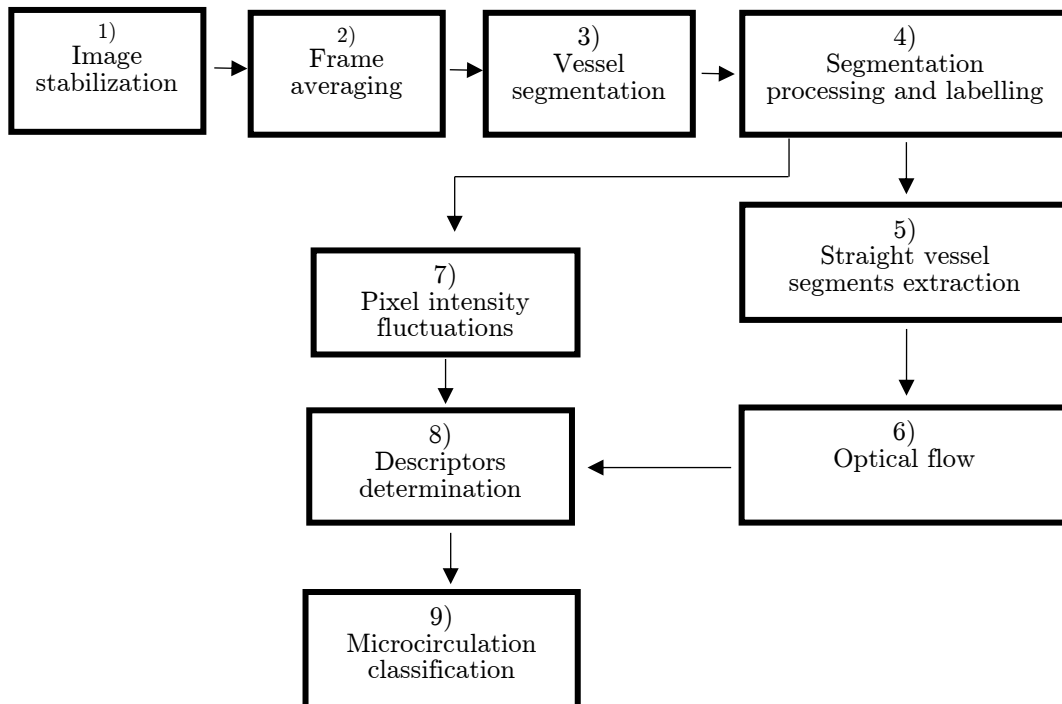 1)
Image
stabilization
2)
Frame
averaging
3)
Vessel
segmentation
4)
Segmentation
processing and labelling
5)
Straight vessel
segments extraction
6)
Optical flow
7)
Pixel intensity
fluctuations
8)
Descriptors
determination
9)
Microcirculation
classification